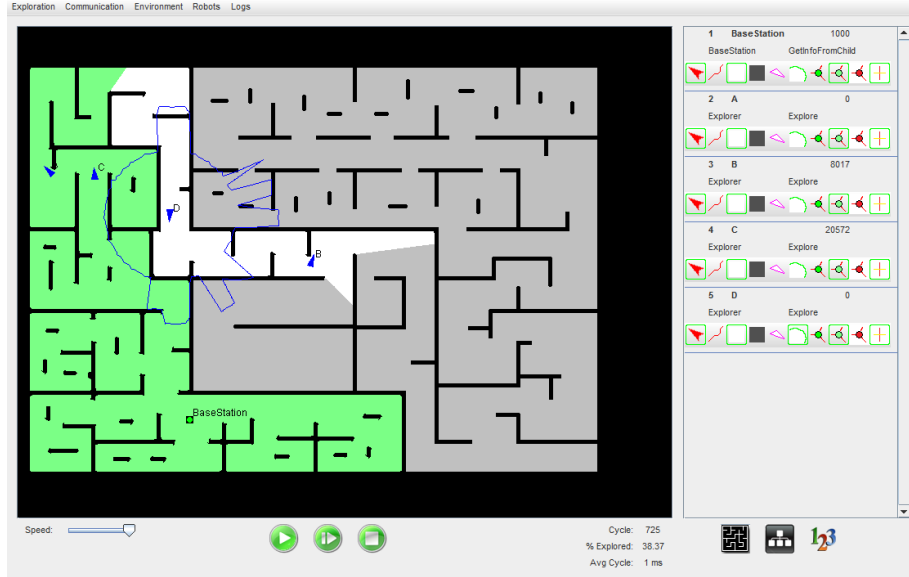 Exploration Communication Environment Robots Logs
1 BaseStation 1000
BaseStation GetInfoFromChild
2 A 0
Explorer Explore
3 B 8017
Explorer Explore
4 C 20572
Explorer Explore
5 D 0
Explorer Explore
C
D
B
BaseStation
Speed:
Cycle: 725
% Explored: 38.37
Avg Cycle: 1 ms
123